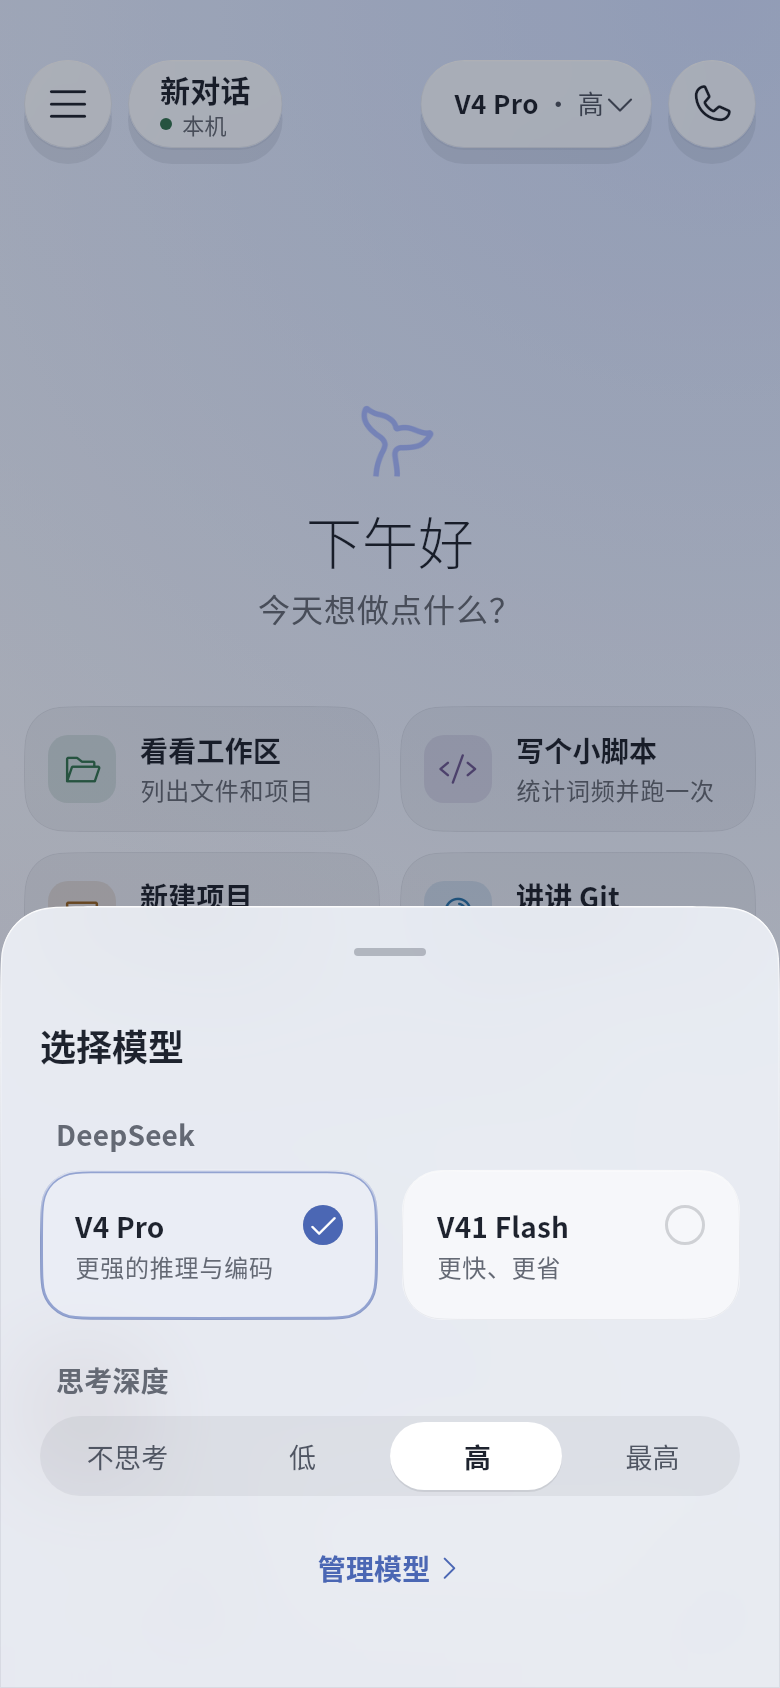 新对话
本机
V4 Pro · 高
下午好
今天想做点什么?
看看工作区
列出文件和项目
写个小脚本
统计词频并跑一次
新建项目
讲讲 Git
选择模型
DeepSeek
V4 Pro
更强的推理与编码
V41 Flash
更快、更省
思考深度
不思考
低
高
最高
管理模型